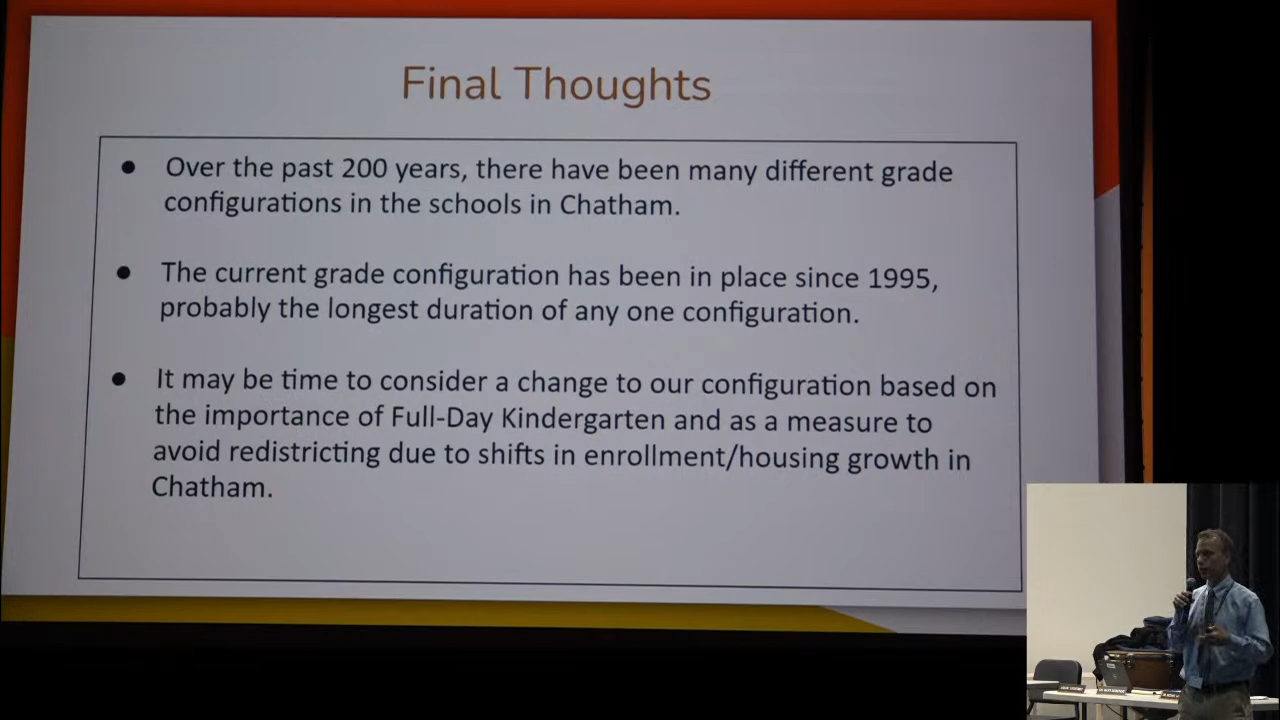 Final Thoughts
● Over the past 200 years, there have been many different grade
configurations in the schools in Chatham.
● The current grade configuration has been in place since 1995,
probably the longest duration of any one configuration.
● It may be time to consider a change to our configuration based on
the importance of Full-Day Kindergarten and as a measure to
avoid redistricting due to shifts in enrollment/housing growth in
Chatham.